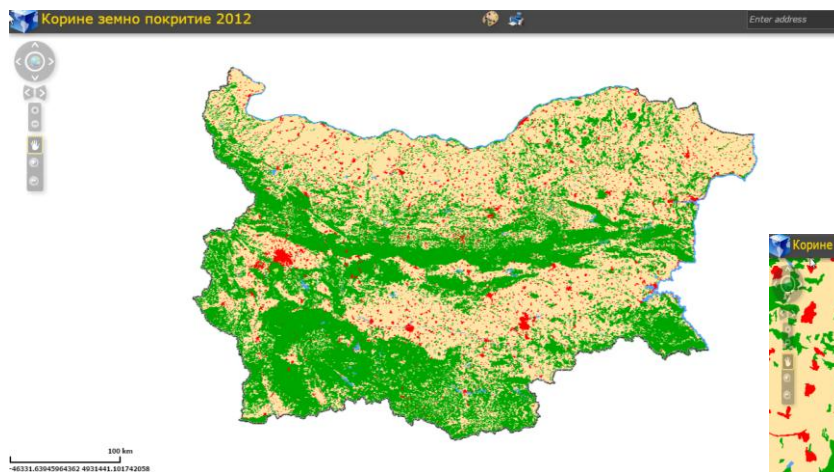 Корине земно покритие 2012
Enter address
Корине
100 km
-46331.63945964362 4931441.101742058